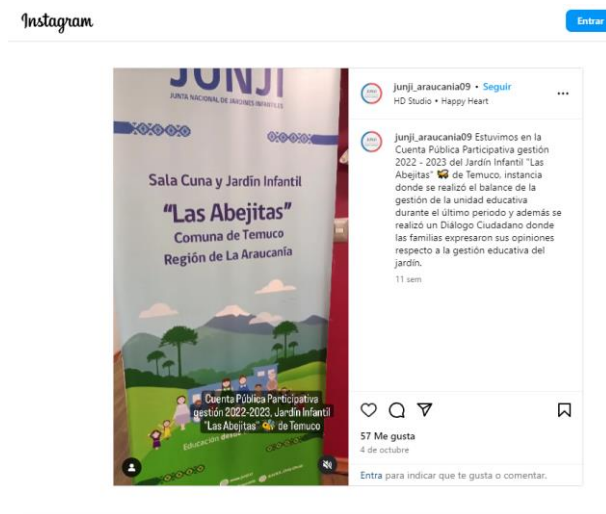 Instagram
Entrar
JUNJI
JUNTA NACIONAL DE JARDINES INFANTILES
Sala Cuna y Jardín Infantil
"Las Abejitas"
Comuna de Temuco
Región de La Araucanía
Cuenta Pública Participativa
gestión 2022-2023, Jardín Infantil
"Las Abejitas" 🐝 de Temuco
junji_araucania09 • Seguir
HD Studio • Happy Heart
junji_araucania09 Estuvimos en la
Cuenta Pública Participativa gestión
2022 - 2023 del Jardín Infantil "Las
Abejitas" 🐝 de Temuco, instancia
donde se realizó el balance de la
gestión de la unidad educativa
durante el último periodo y además se
realizó un Diálogo Ciudadano donde
las familias expresaron sus opiniones
respecto a la gestión educativa del
jardín.
11 sem
57 Me gusta
4 de octubre
Entra para indicar que te gusta o comentar.